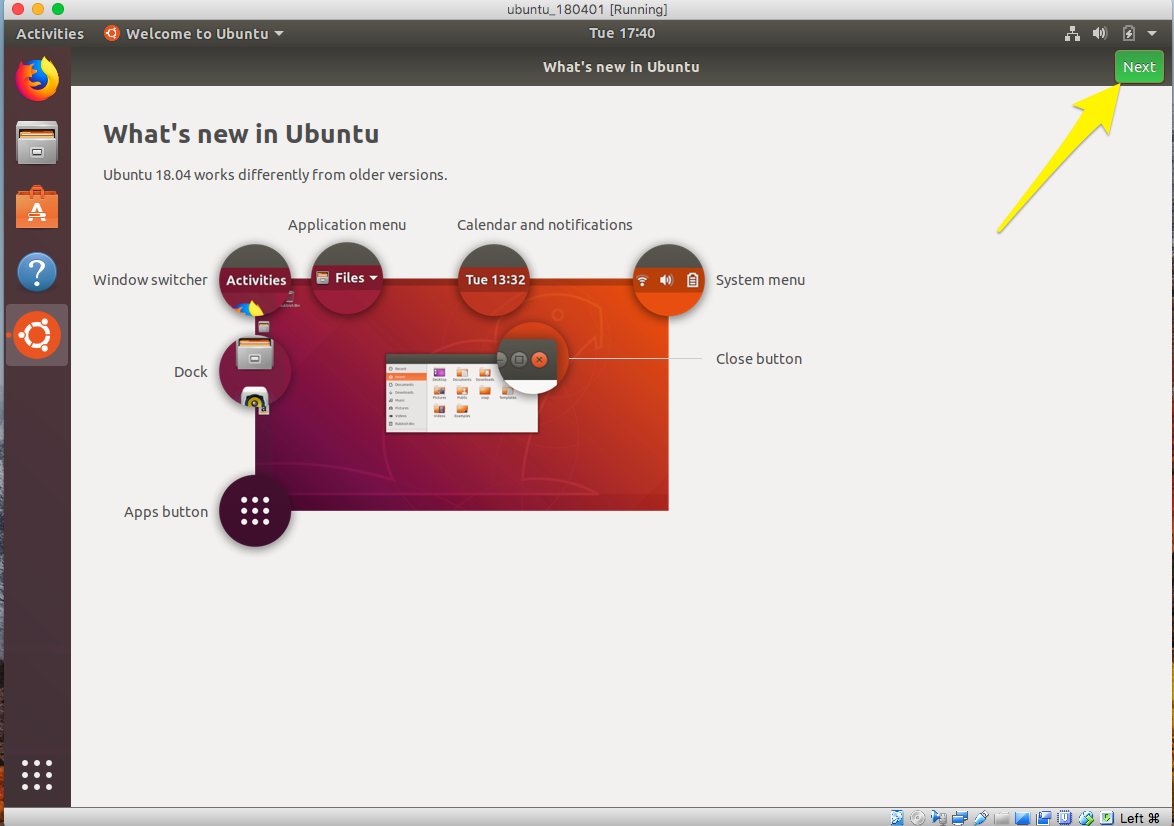 ubuntu_180401 [Running]
Activities Welcome to Ubuntu Tue 17:40
What's new in Ubuntu Next
What's new in Ubuntu
Ubuntu 18.04 works differently from older versions.
Application menu Calendar and notifications
Window switcher Activities Files Tue 13:32 System menu
Close button
Dock
Apps button
Left ⌘